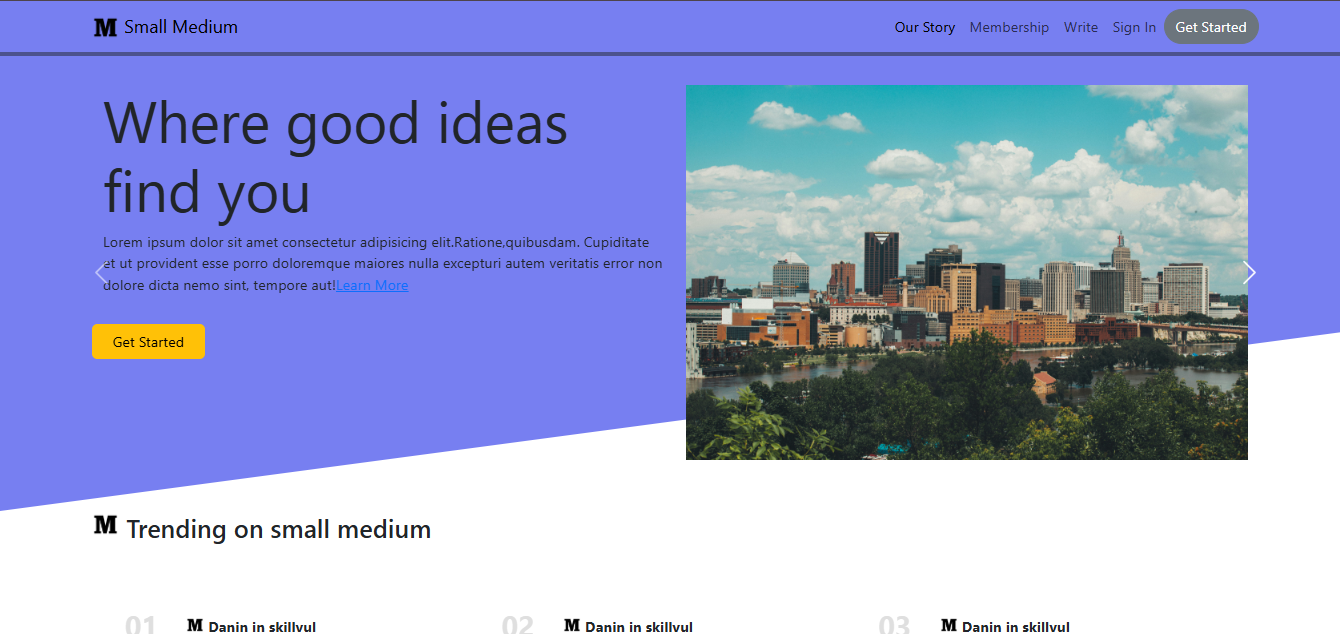 M Small Medium
Our Story Membership Write Sign In Get Started
Where good ideas
find you
Lorem ipsum dolor sit amet consectetur adipisicing elit.Ratione,quibusdam. Cupiditate
et ut provident esse porro doloremque maiores nulla excepturi autem veritatis error non
dolore dicta nemo sint, tempore aut!Learn More
Get Started
M Trending on small medium
01 M Danin in skillvul
02 M Danin in skillvul
03 M Danin in skillvul